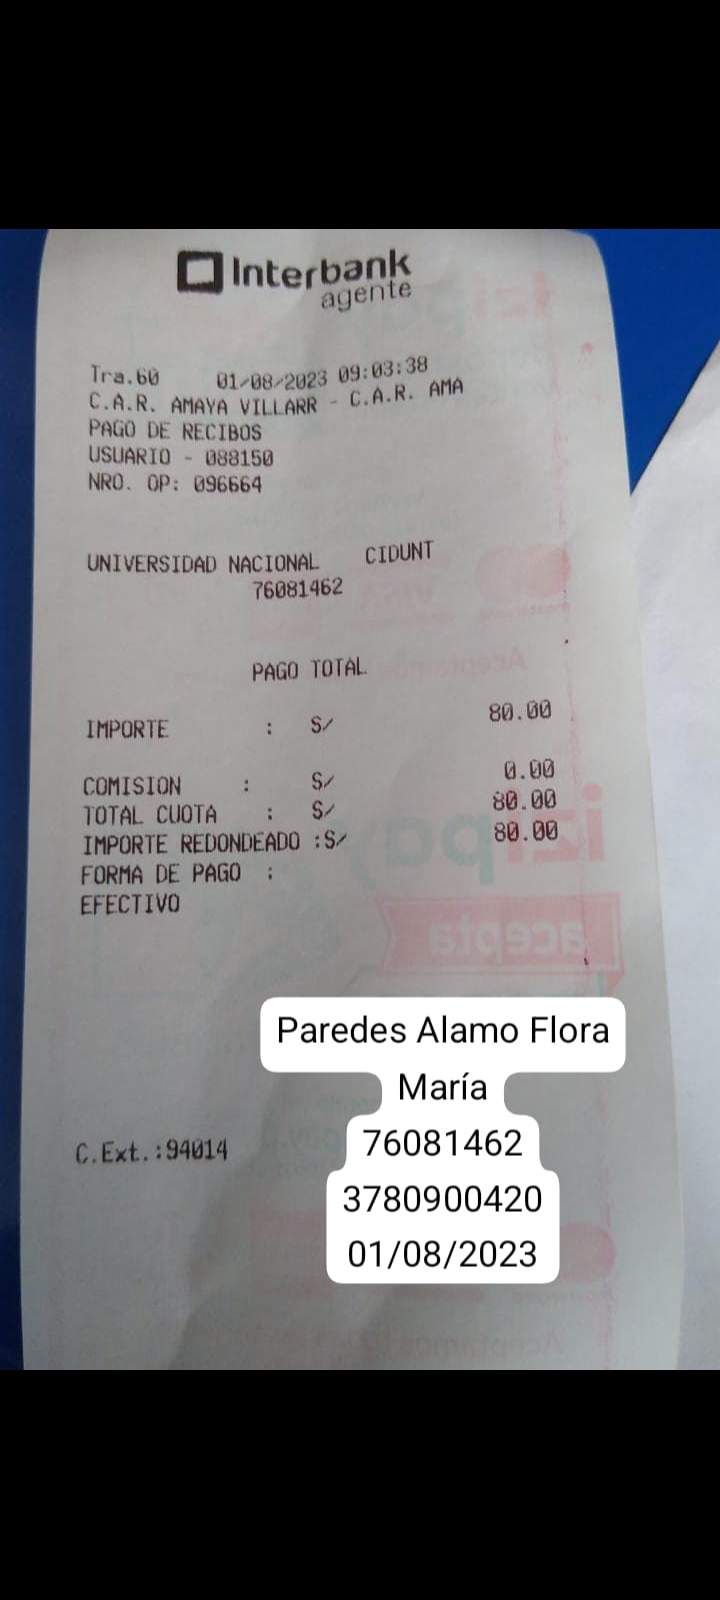 Interbank
agente
Tra.60 01/08/2023 09:03:38
C.A.R. AMAYA VILLARR - C.A.R. AMA
PAGO DE RECIBOS
USUARIO - 088150
NRO. OP: 096664
UNIVERSIDAD NACIONAL CIDUNT
76081462
PAGO TOTAL
IMPORTE : S/ 80.00
COMISION : S/ 0.00
TOTAL CUOTA : S/ 80.00
IMPORTE REDONDEADO :S/ 80.00
FORMA DE PAGO :
EFECTIVO
izipay
acepta
Paredes Alamo Flora
María
76081462
3780900420
01/08/2023
C.Ext.:94014